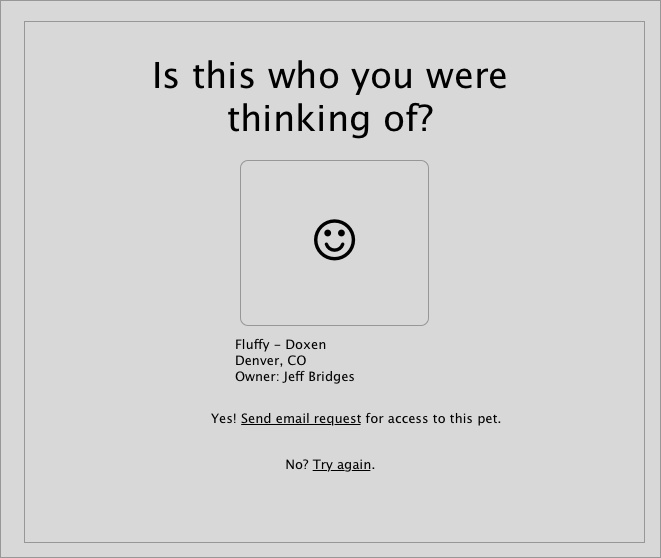 Is this who you were
thinking of?
Fluffy – Doxen
Denver, CO
Owner: Jeff Bridges
Yes! Send email request for access to this pet.
No? Try again.